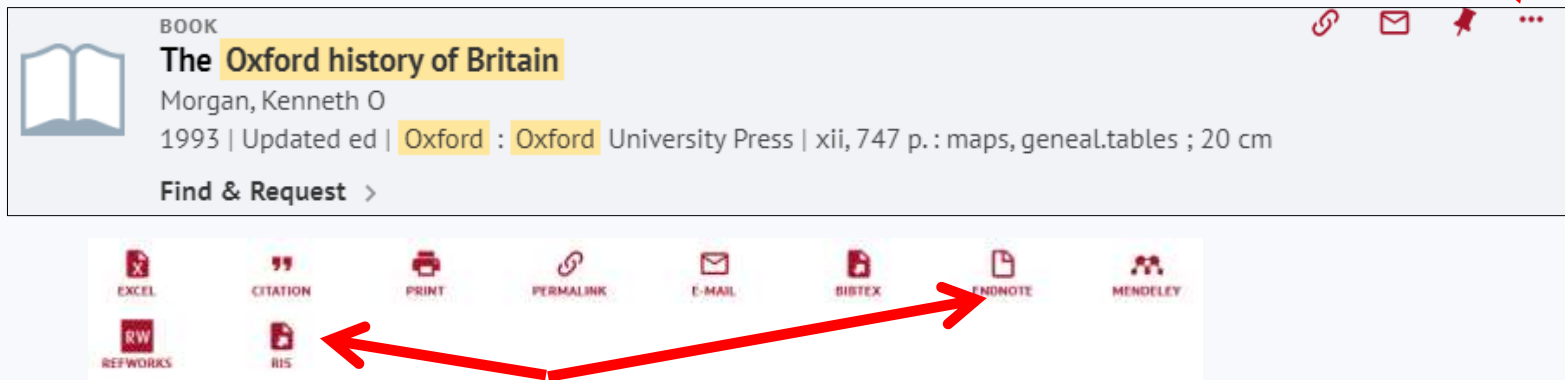 BOOK
The Oxford history of Britain
Morgan, Kenneth O
1993 | Updated ed | Oxford : Oxford University Press | xii, 747 p. : maps, geneal.tables ; 20 cm
Find & Request >
EXCEL CITATION PRINT PERMALINK E-MAIL BIBTEX ENDNOTE MENDELEY
RW
REFWORKS RIS